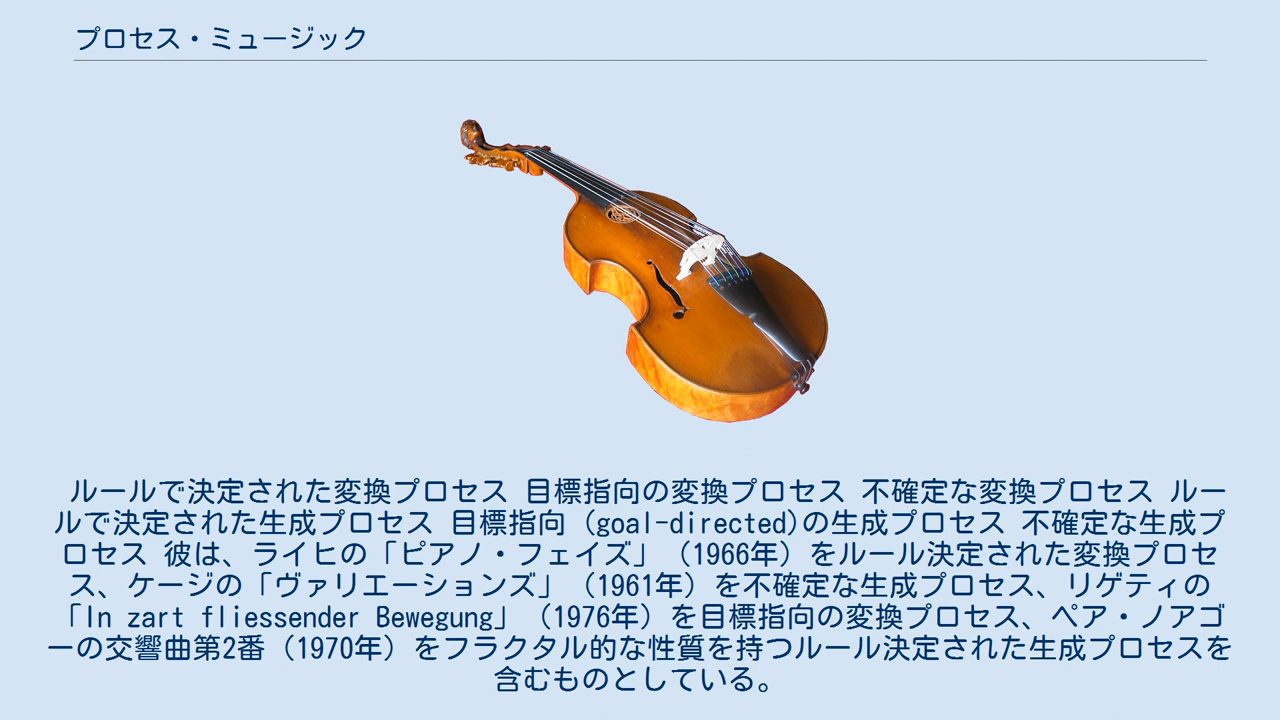 プロセス・ミュージック
ルールで決定された変換プロセス 目標指向の変換プロセス 不確定な変換プロセス ルー
ルで決定された生成プロセス 目標指向 (goal-directed)の生成プロセス 不確定な生成プ
ロセス 彼は、ライヒの「ピアノ・フェイズ」（1966年）をルール決定された変換プロセ
ス、ケージの「ヴァリエーションズ」（1961年）を不確定な生成プロセス、リゲティの
「In zart fliessender Bewegung」（1976年）を目標指向の変換プロセス、ペア・ノアゴ
ーの交響曲第2番（1970年）をフラクタル的な性質を持つルール決定された生成プロセスを
含むものとしている。